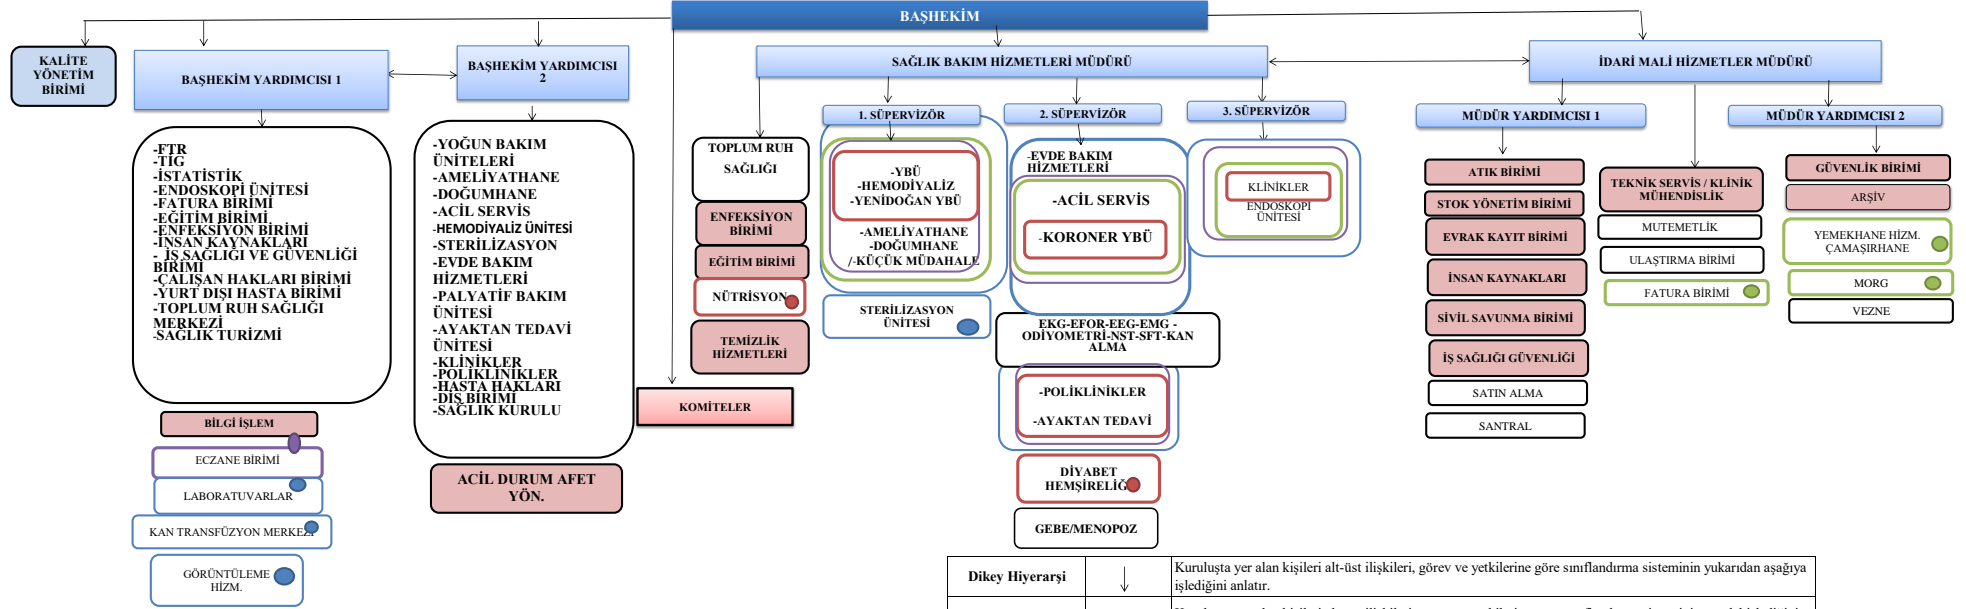 BAŞHEKİM
KALİTE
YÖNETİM
BİRİMİ
BAŞHEKİM YARDIMCISI 1
BAŞHEKİM YARDIMCISI
2
SAĞLIK BAKIM HİZMETLERİ MÜDÜRÜ
İDARİ MALİ HİZMETLER MÜDÜRÜ
-FTR
-TİG
-İSTATİSTİK
-ENDOSKOPİ ÜNİTESİ
-FATURA BİRİMİ
-EĞİTİM BİRİMİ
-ENFEKSİYON BİRİMİ
-İNSAN KAYNAKLARI
- İŞ SAĞLIĞI VE GÜVENLİĞİ
BİRİMİ
-ÇALIŞAN HAKLARI BİRİMİ
-YURT DIŞI HASTA BİRİMİ
-TOPLUM RUH SAĞLIĞI
MERKEZİ
-SAĞLIK TURİZMİ
BİLGİ İŞLEM
ECZANE BİRİMİ
LABORATUVARLAR
KAN TRANSFÜZYON MERKEZİ
GÖRÜNTÜLEME
HİZM.
-YOĞUN BAKIM
ÜNİTELERİ
-AMELİYATHANE
-DOĞUMHANE
-ACİL SERVİS
-HEMODİYALİZ ÜNİTESİ
-STERİLİZASYON
-EVDE BAKIM
HİZMETLERİ
-PALYATİF BAKIM
ÜNİTESİ
-AYAKTAN TEDAVİ
ÜNİTESİ
-KLİNİKLER
-POLİKLİNİKLER
-HASTA HAKLARI
-DİŞ BİRİMİ
-SAĞLIK KURULU
ACİL DURUM AFET
YÖN.
KOMİTELER
TOPLUM RUH
SAĞLIĞI
ENFEKSİYON
BİRİMİ
EĞİTİM BİRİMİ
NÜTRİSYON
TEMİZLİK
HİZMETLERİ
1. SÜPERVİZÖR
-YBÜ
-HEMODİYALİZ
-YENİDOĞAN YBÜ
-AMELİYATHANE
-DOĞUMHANE
/-KÜÇÜK MÜDAHALE
STERİLİZASYON
ÜNİTESİ
2. SÜPERVİZÖR
-EVDE BAKIM
HİZMETLERİ
-ACİL SERVİS
-KORONER YBÜ
EKG-EFOR-EEG-EMG -
ODİYOMETRİ-NST-SFT-KAN
ALMA
-POLİKLİNİKLER
-AYAKTAN TEDAVİ
DİYABET
HEMŞİRELİĞ
GEBE/MENOPOZ
3. SÜPERVİZÖR
KLİNİKLER
ENDOSKOPİ
ÜNİTESİ
MÜDÜR YARDIMCISI 1
ATIK BİRİMİ
STOK YÖNETİM BİRİMİ
EVRAK KAYIT BİRİMİ
İNSAN KAYNAKLARI
SİVİL SAVUNMA BİRİMİ
İŞ SAĞLIĞI GÜVENLİĞİ
SATIN ALMA
SANTRAL
TEKNİK SERVİS / KLİNİK
MÜHENDİSLİK
MUTEMETLİK
ULAŞTIRMA BİRİMİ
FATURA BİRİMİ
MÜDÜR YARDIMCISI 2
GÜVENLİK BİRİMİ
ARŞİV
YEMEKHANE HİZM.
ÇAMAŞIRHANE
MORG
VEZNE
Dikey Hiyerarşi
Kuruluşta yer alan kişileri alt-üst ilişkileri, görev ve yetkilerine göre sınıflandırma sisteminin yukarıdan aşağıya
işlediğini anlatır.